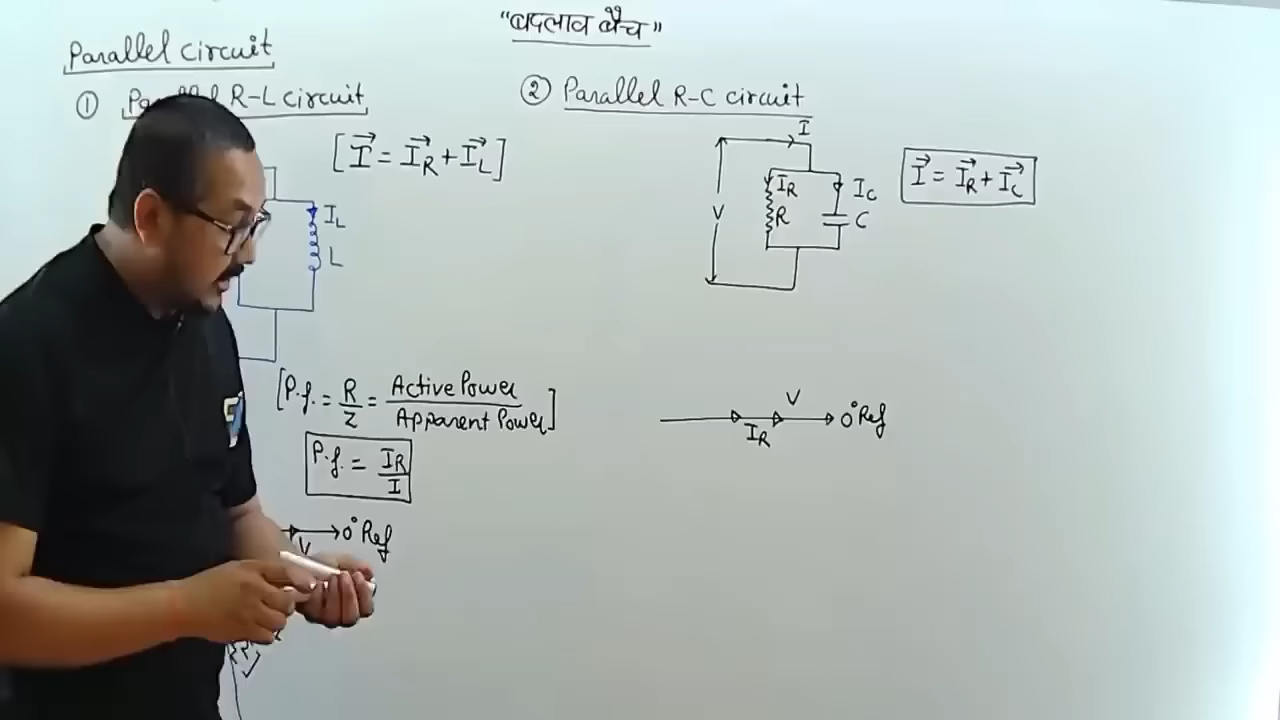 "बदलाव बैच"
Parallel Circuit
① Parallel R-L circuit
[I⃗ = I⃗R + I⃗L]
IL
L
[P.f. = R/Z = Active Power/Apparent Power]
P.f. = IR/I
0° Ref
V
② Parallel R-C circuit
I
V
IR
R
IC
C
I⃗ = I⃗R + I⃗C
V
IR
0° Ref